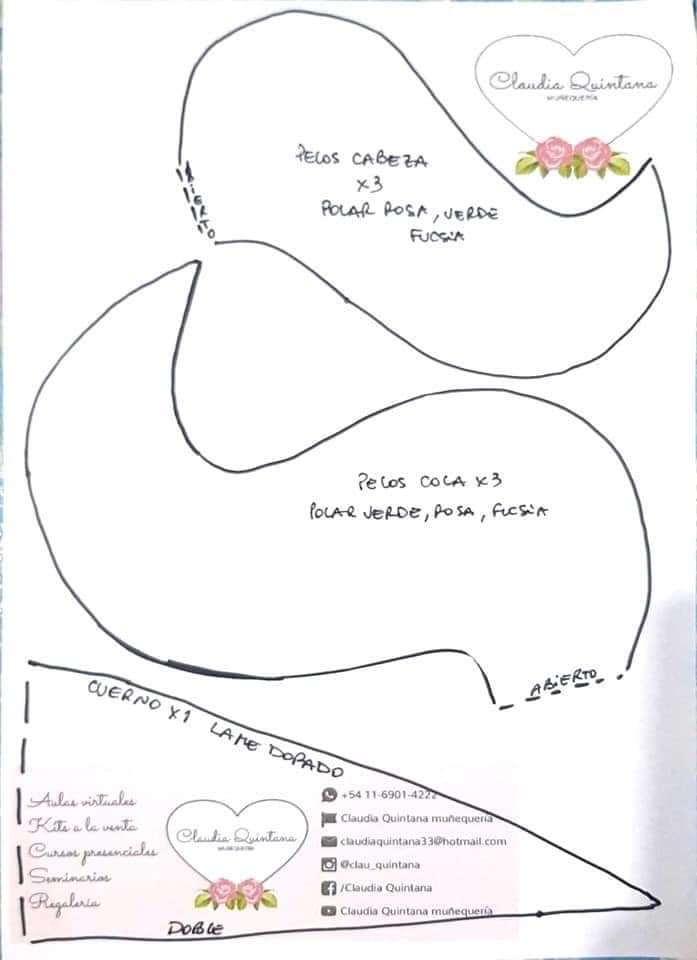 Claudia Quintana
MUÑEQUERÍA
PELOS CABEZA
x3
POLAR ROSA, VERDE
FUCSIA
ABIERTO
PELOS COLA x3
POLAR VERDE, ROSA, FUCSIA
ABIERTO
CUERNO X1 LAME DORADO
Aulas virtuales
Kits a la venta
Cursos presenciales
Seminarios
Regalería
Claudia Quintana
MUÑEQUERÍA
+54 11-6901-4222
Claudia Quintana muñequería
claudiaquintana33@hotmail.com
@clau_quintana
/Claudia Quintana
Claudia Quintana muñequería
DOBLE